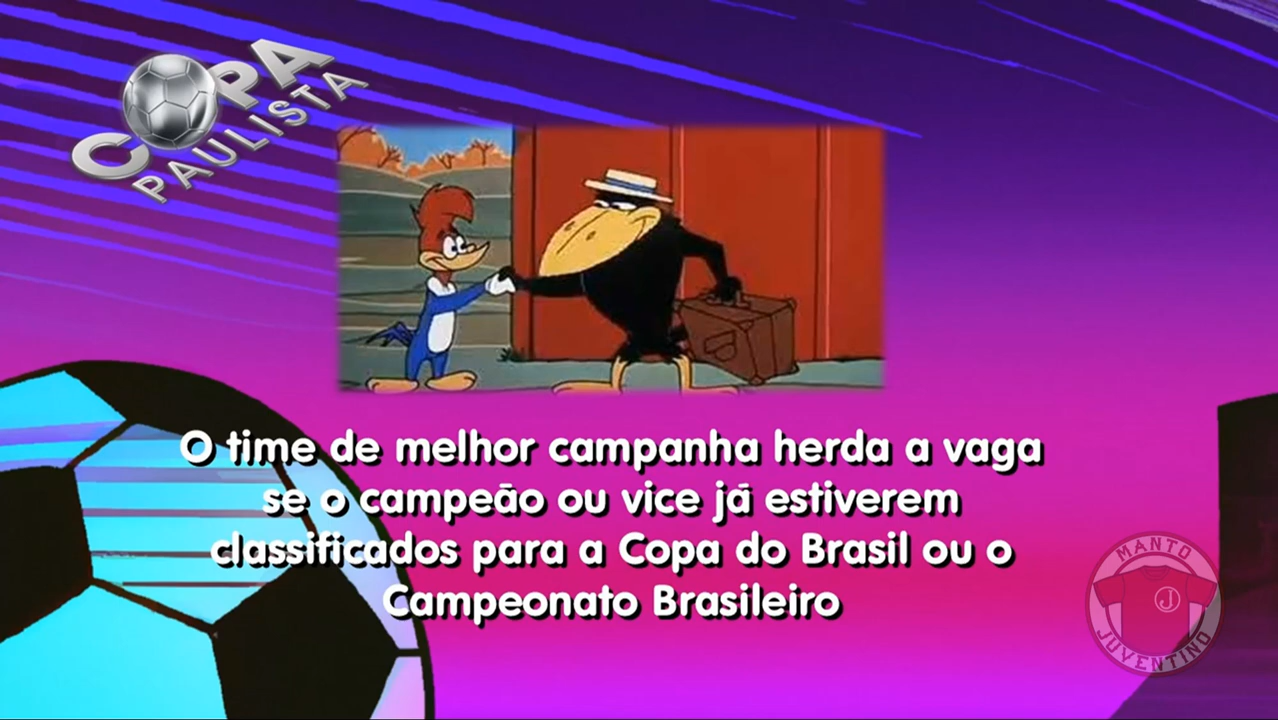 COPA
PAULISTA
O time de melhor campanha herda a vaga
se o campeão ou vice já estiverem
classificados para a Copa do Brasil ou o
Campeonato Brasileiro
MANTO
J
JUVENTINO